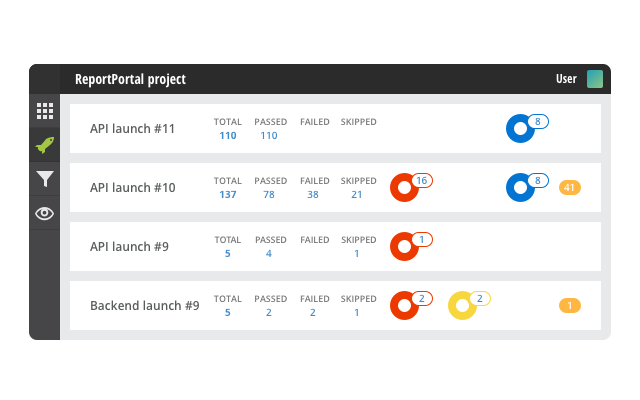 ReportPortal project
User
API launch #11
TOTAL PASSED FAILED SKIPPED
110 110
8
API launch #10
TOTAL PASSED FAILED SKIPPED
137 78 38 21
16
8
41
API launch #9
TOTAL PASSED FAILED SKIPPED
5 4 1
1
Backend launch #9
TOTAL PASSED FAILED SKIPPED
5 2 2 1
2
2
1